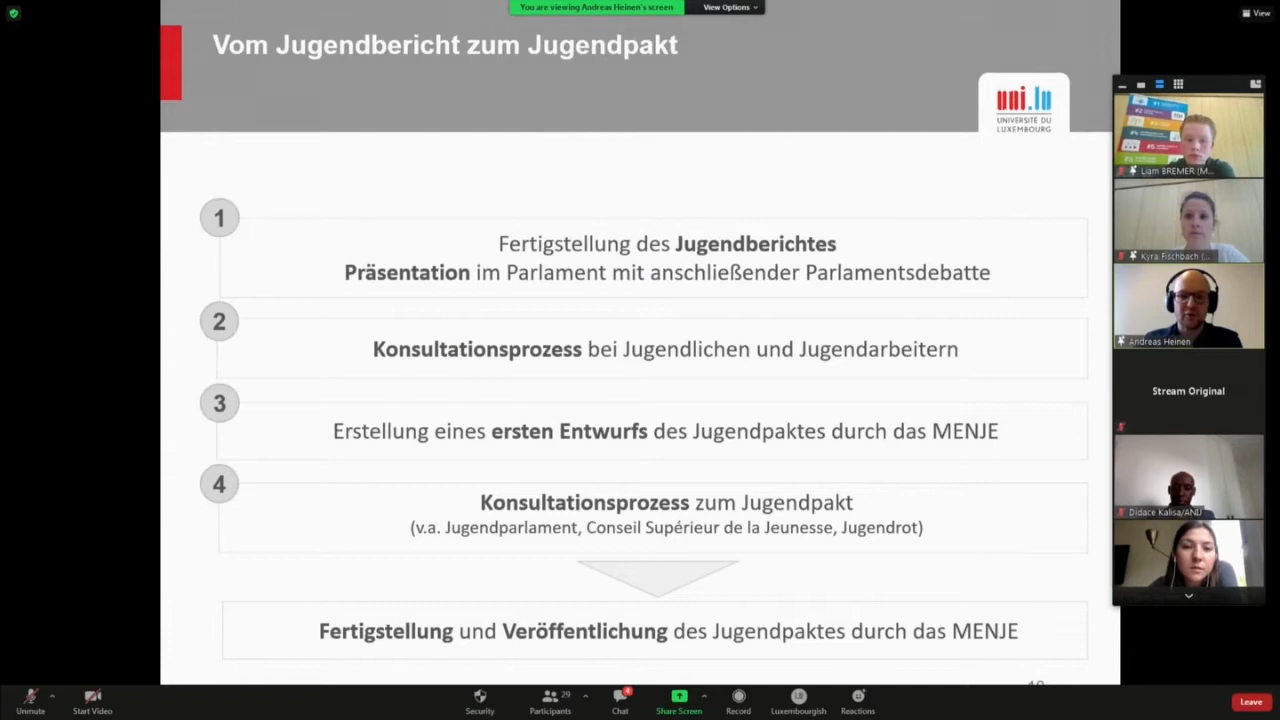 You are viewing Andreas Heinen's screen
View Options
View
Vom Jugendbericht zum Jugendpakt
uni.lu
UNIVERSITÉ DU
LUXEMBOURG
1
Fertigstellung des Jugendberichtes
Präsentation im Parlament mit anschließender Parlamentsdebatte
2
Konsultationsprozess bei Jugendlichen und Jugendarbeitern
3
Erstellung eines ersten Entwurfs des Jugendpaktes durch das MENJE
4
Konsultationsprozess zum Jugendpakt
(v.a. Jugendparlament, Conseil Supérieur de la Jeunesse, Jugendrot)
Fertigstellung und Veröffentlichung des Jugendpaktes durch das MENJE
Liam BREMER (M...
Kyra Fischbach (...
Andreas Heinen
Stream Original
Didace Kalisa/ANIJ
Unmute
Start Video
Security
Participants
29
Chat
4
Share Screen
Record
LB
Luxembourgish
Reactions
Leave